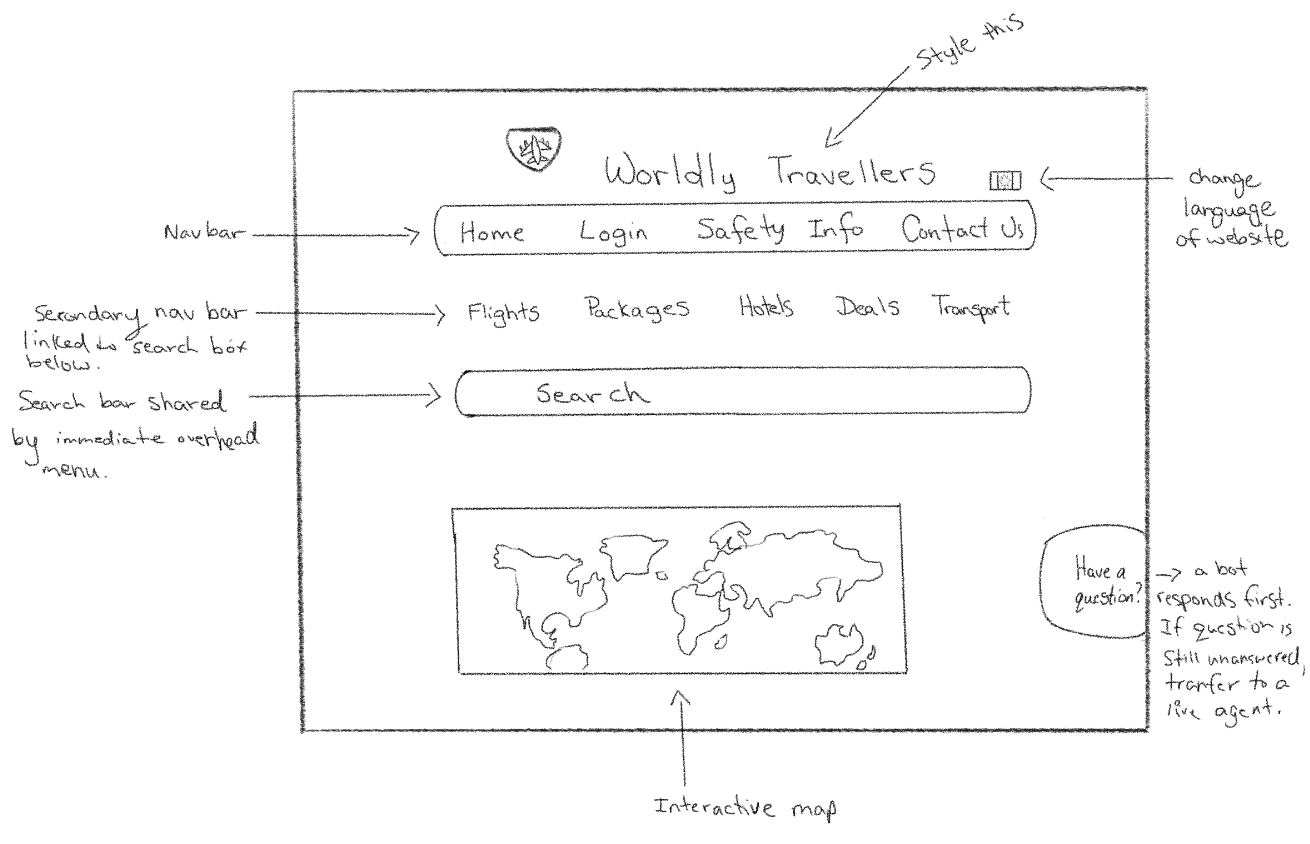 Style this
Worldly Travellers
change
language
of website
Nav bar
Home Login Safety Info Contact Us
Secondary nav bar
linked to search box
below.
Flights Packages Hotels Deals Transport
Search bar shared
by immediate overhead
menu.
Search
Have a
question?
a bot
responds first.
If question is
still unanswered,
tranfer to a
live agent.
Interactive map